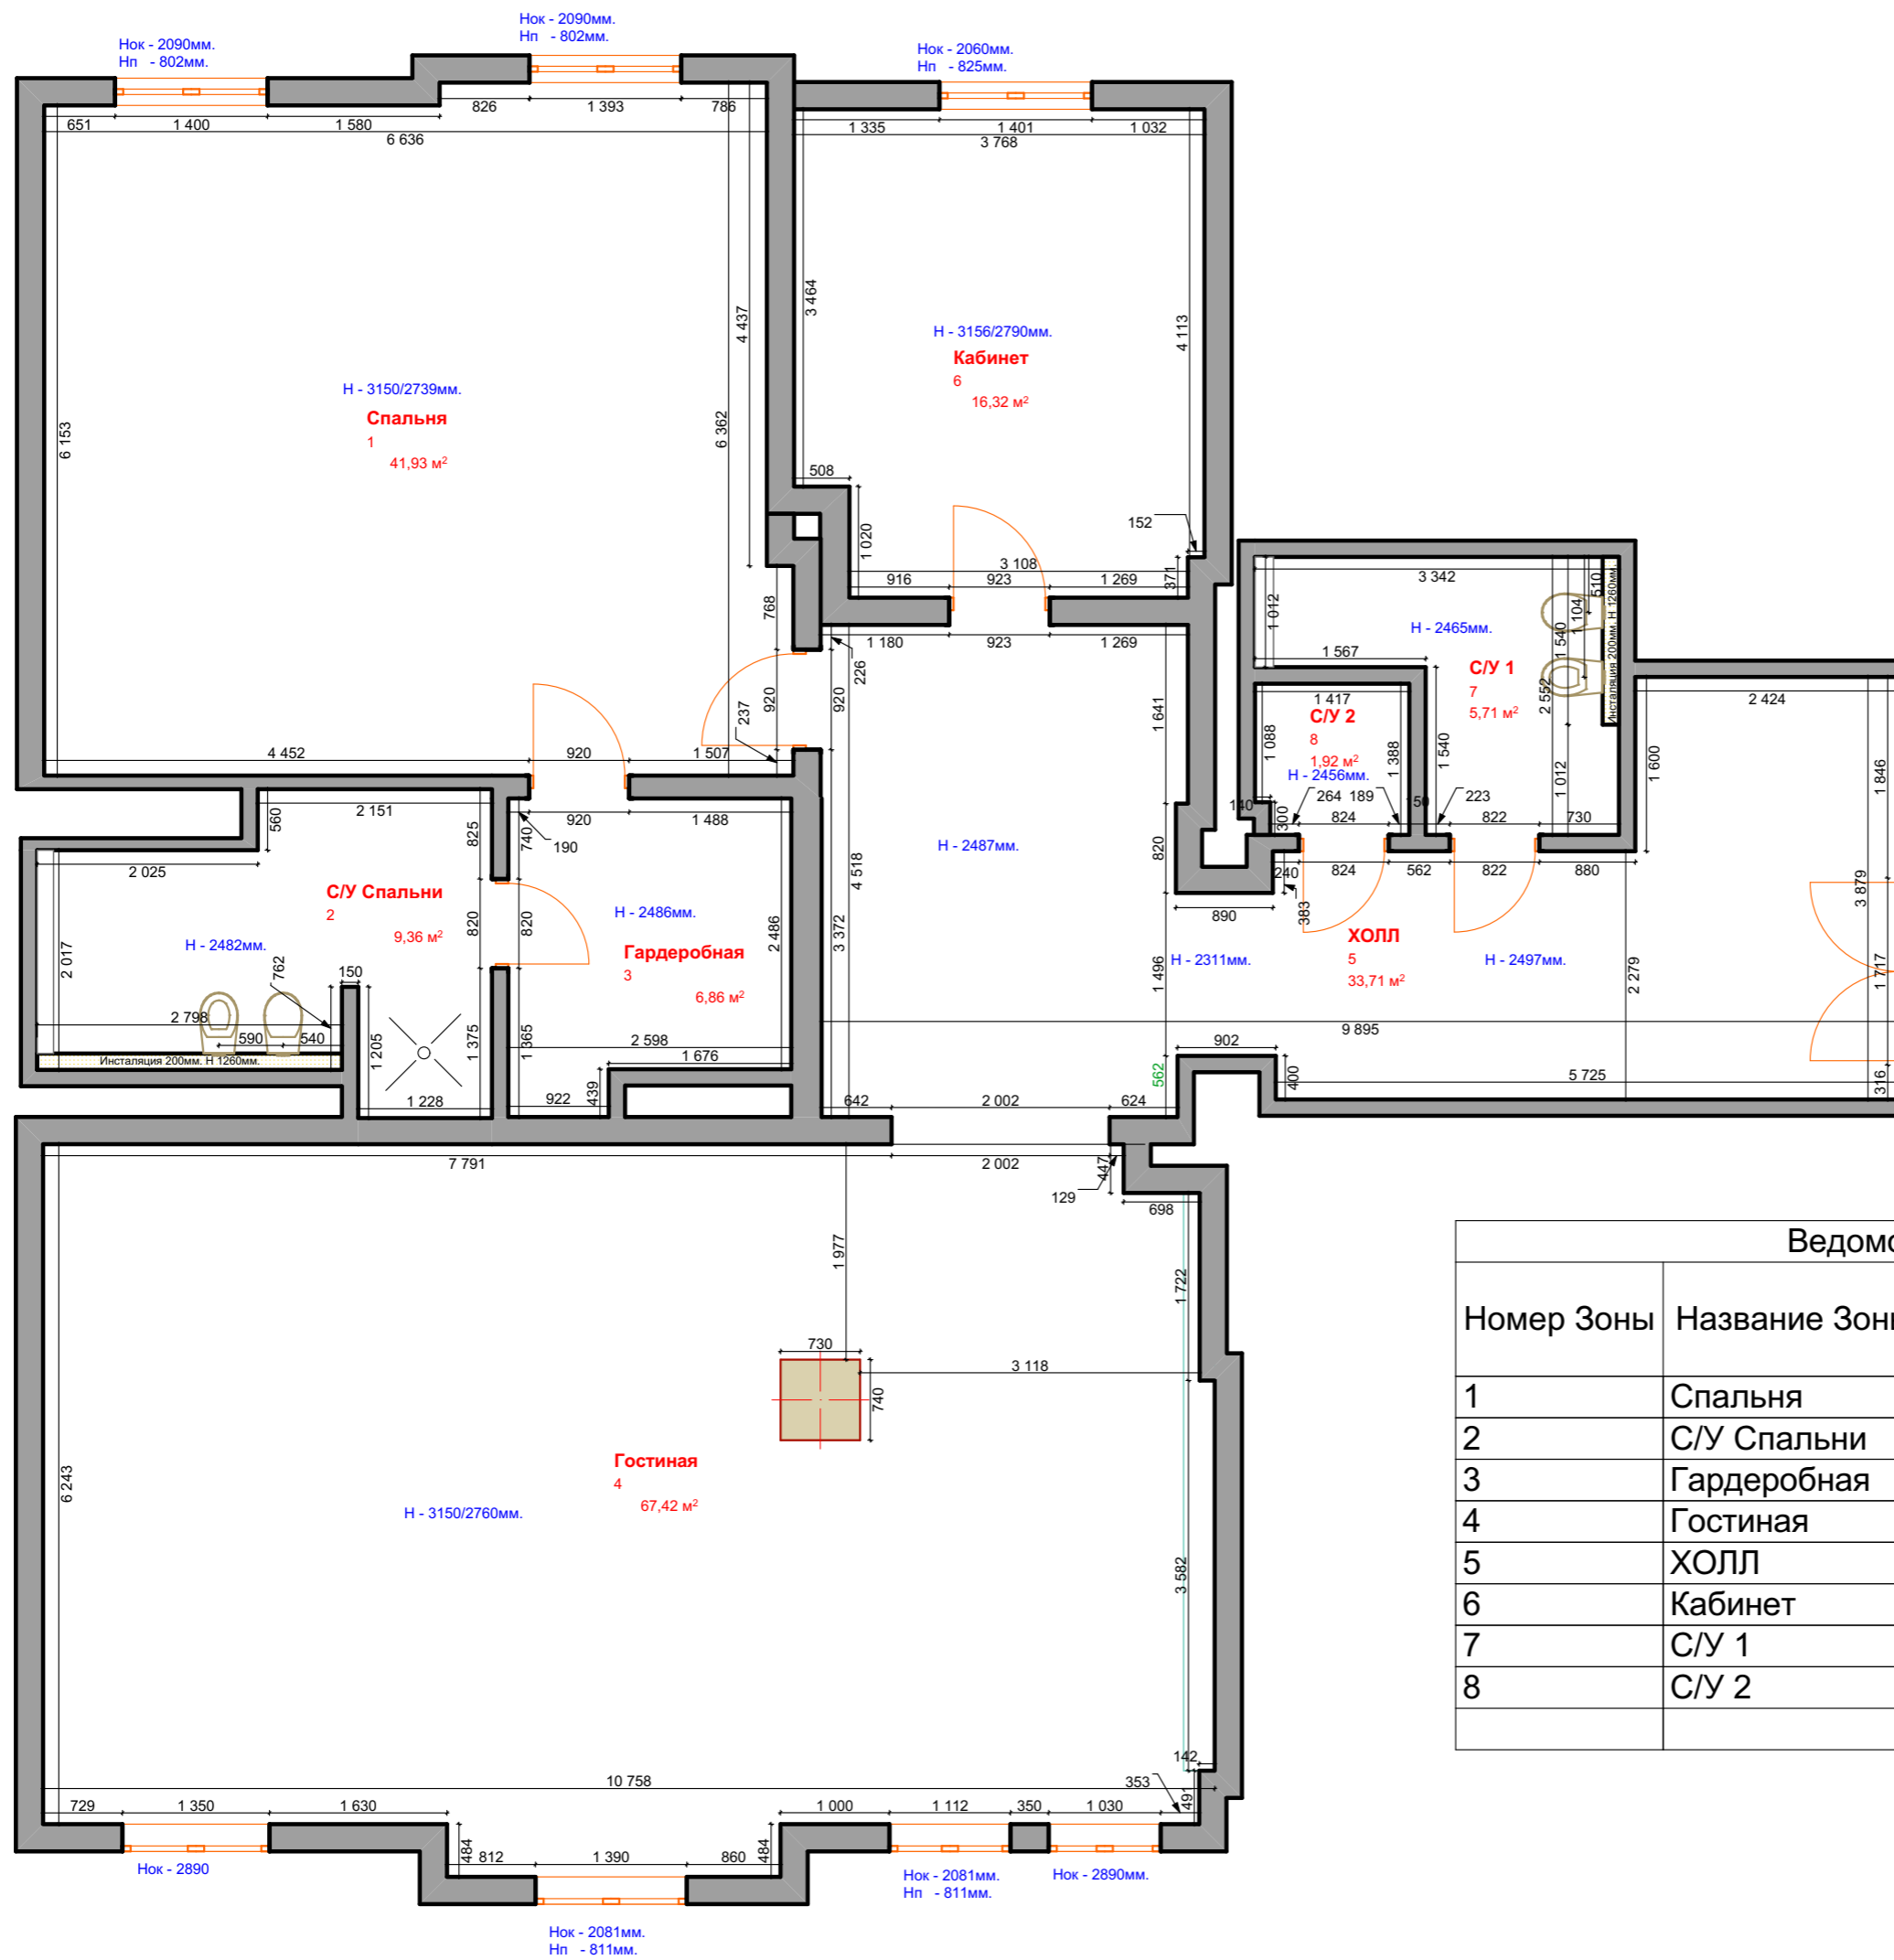 Нок - 2090мм.
Нп - 802мм.
Нок - 2090мм.
Нп - 802мм.
Нок - 2060мм.
Нп - 825мм.
651
1 400
1 580
6 636
826
1 393
786
1 335
1 401
1 032
3 768
6 153
4 437
6 362
3 464
4 113
Н - 3150/2739мм.
Спальня
1
41,93 м²
Н - 3156/2790мм.
Кабинет
6
16,32 м²
508
1 020
152
371
3 108
916
923
1 269
1 180
923
1 269
768
920
237
920
226
4 452
920
1 507
1 641
820
3 342
1 012
510
1 104
1 540
2 552
1 012
Инсталяция 200мм. Н 1260мм.
Н - 2465мм.
1 567
С/У 1
7
5,71 м²
1 417
С/У 2
8
1,92 м²
Н - 2456мм.
1 088
1 388
1 540
140
300
264
189
150
223
824
822
730
240
824
562
822
880
383
890
2 424
1 600
1 846
3 879
1 717
316
560
2 151
825
740
190
920
1 488
2 025
С/У Спальни
2
9,36 м²
Н - 2482мм.
2 017
762
150
820
820
2 798
590
540
Инсталяция 200мм. Н 1260мм.
1 205
1 375
1 365
1 228
Н - 2486мм.
Гардеробная
3
6,86 м²
2 486
2 598
1 676
922
439
Н - 2487мм.
4 518
3 372
1 496
Н - 2311мм.
ХОЛЛ
5
33,71 м²
Н - 2497мм.
2 279
9 895
902
400
5 725
562
642
2 002
624
7 791
2 002
129
447
698
1 977
1 722
730
740
3 118
6 243
Гостиная
4
67,42 м²
Н - 3150/2760мм.
3 582
10 758
142
353
491
729
1 350
1 630
1 000
1 112
350
1 030
484
812
1 390
860
484
Нок - 2890
Нок - 2081мм.
Нп - 811мм.
Нок - 2890мм.
Нок - 2081мм.
Нп - 811мм.
Ведомо
Номер Зоны Название Зон
1 Спальня
2 С/У Спальни
3 Гардеробная
4 Гостиная
5 ХОЛЛ
6 Кабинет
7 С/У 1
8 С/У 2